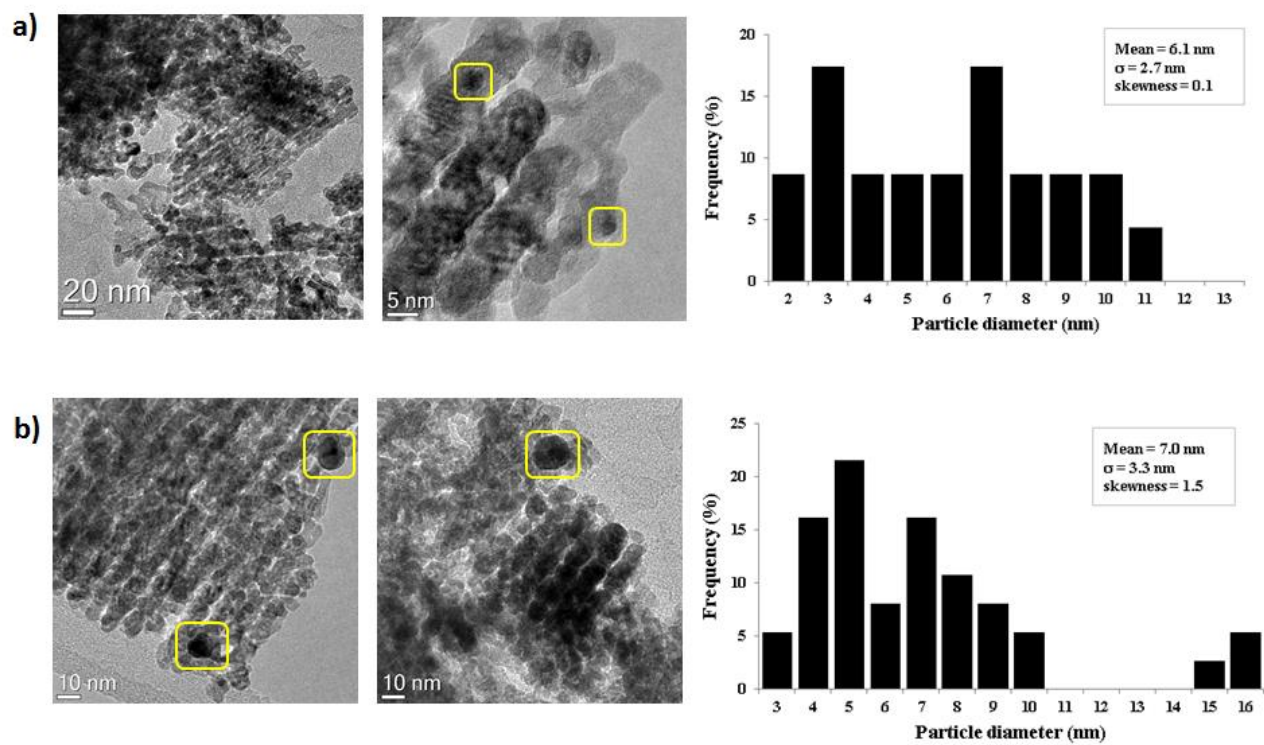 a)
20 nm
5 nm
Frequency (%)
20
15
10
5
0
Mean = 6.1 nm
σ = 2.7 nm
skewness = 0.1
2 3 4 5 6 7 8 9 10 11 12 13
Particle diameter (nm)
b)
10 nm
10 nm
Frequency (%)
25
20
15
10
5
0
Mean = 7.0 nm
σ = 3.3 nm
skewness = 1.5
3 4 5 6 7 8 9 10 11 12 13 14 15 16
Particle diameter (nm)